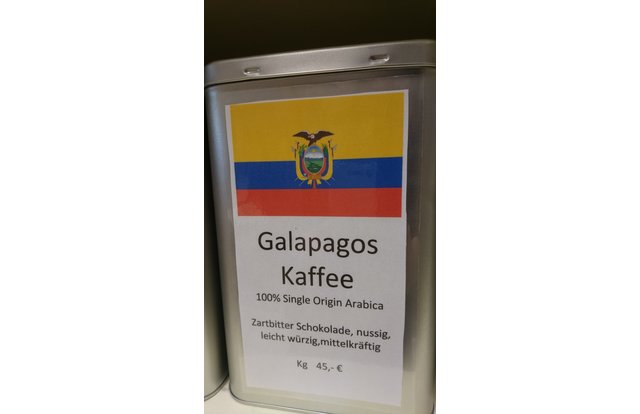 Galapagos
Kaffee
100% Single Origin Arabica
Zartbitter Schokolade, nussig,
leicht würzig,mittelkräftig
Kg 45,- €